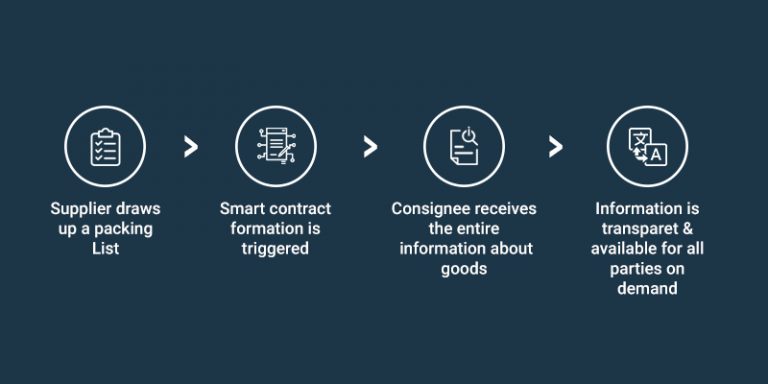 Supplier draws
up a packing
List
Smart contract
formation is
triggered
Consignee receives
the entire
information about
goods
文
A
Information is
transparet &
available for all
parties on
demand